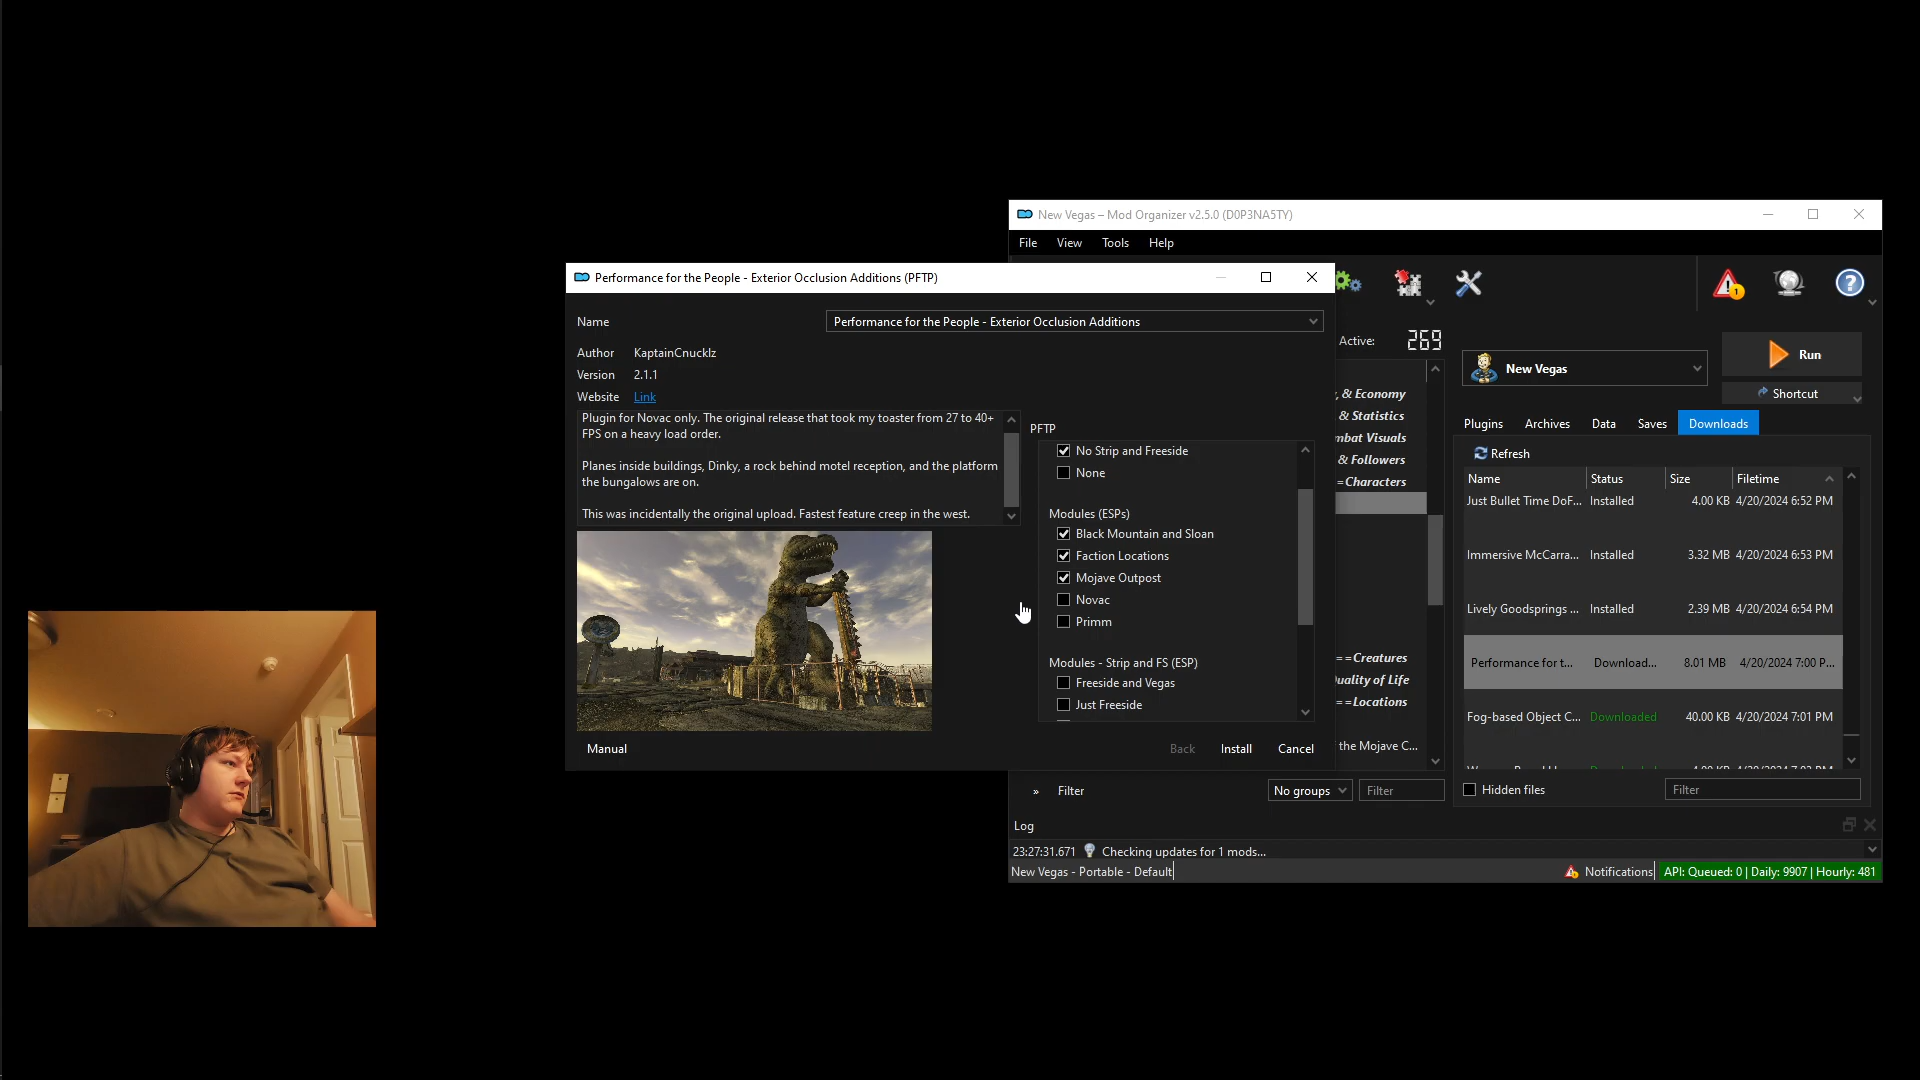 New Vegas – Mod Organizer v2.5.0 (D0P3NA5TY)
File View Tools Help
Performance for the People - Exterior Occlusion Additions (PFTP)
Name Performance for the People - Exterior Occlusion Additions
Author KaptainCnucklz
Version 2.1.1
Website Link
Plugin for Novac only. The original release that took my toaster from 27 to 40+
FPS on a heavy load order.
Planes inside buildings, Dinky, a rock behind motel reception, and the platform
the bungalows are on.
This was incidentally the original upload. Fastest feature creep in the west.
PFTP
No Strip and Freeside
None
Modules (ESPs)
Black Mountain and Sloan
Faction Locations
Mojave Outpost
Novac
Primm
Modules - Strip and FS (ESP)
Freeside and Vegas
Just Freeside
Manual Back Install Cancel
Active: 269
& Economy
& Statistics
mbat Visuals
& Followers
=Characters
==Creatures
uality of Life
==Locations
the Mojave C...
1
New Vegas
Run
Shortcut
Plugins Archives Data Saves Downloads
Refresh
Name Status Size Filetime
Just Bullet Time DoF... Installed 4.00 KB 4/20/2024 6:52 PM
Immersive McCarra... Installed 3.32 MB 4/20/2024 6:53 PM
Lively Goodsprings ... Installed 2.39 MB 4/20/2024 6:54 PM
Performance for t... Download... 8.01 MB 4/20/2024 7:00 P...
Fog-based Object C... Downloaded 40.00 KB 4/20/2024 7:01 PM
» Filter No groups Filter
Hidden files Filter
Log
23:27:31.671 Checking updates for 1 mods...
New Vegas - Portable - Default
Notifications API: Queued: 0 | Daily: 9907 | Hourly: 481